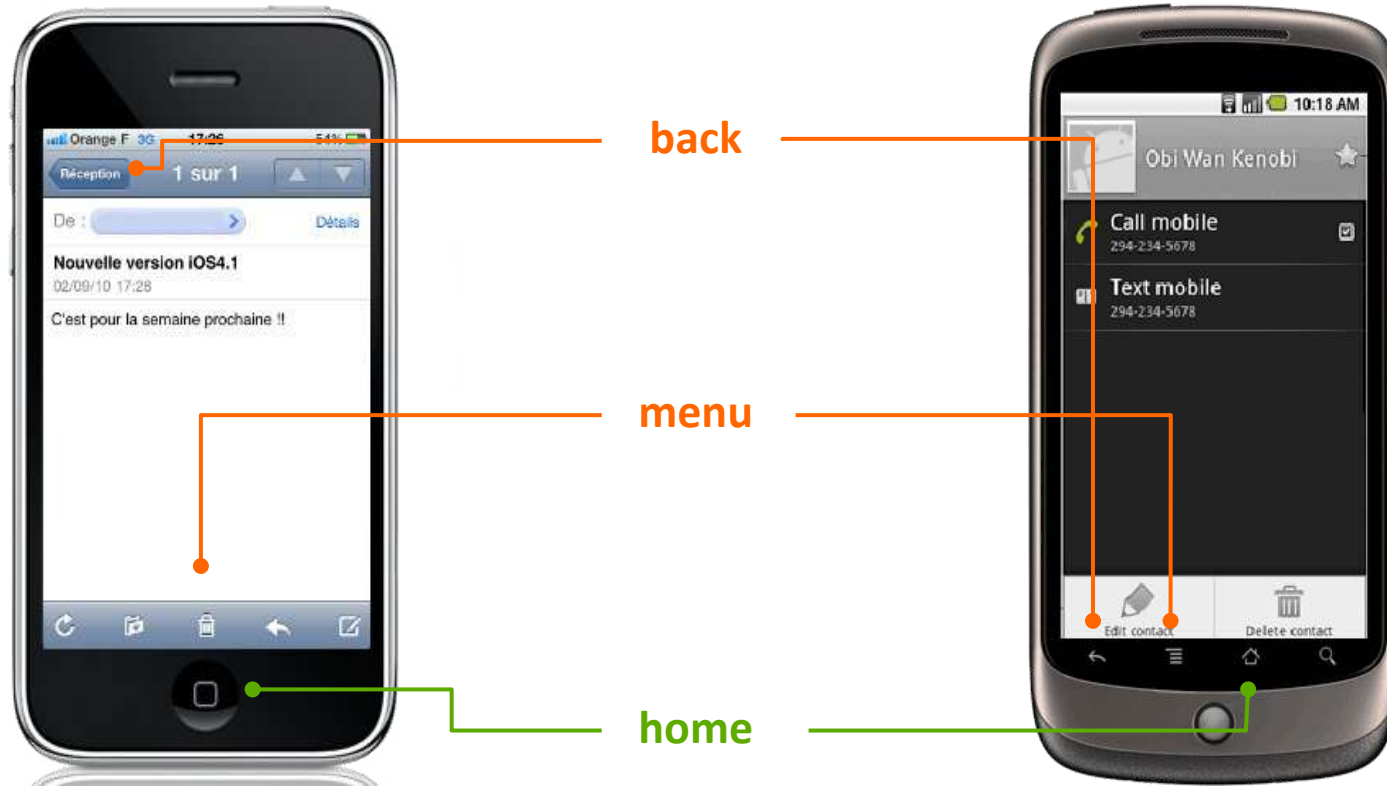 Orange F 3G 17:26 54%
Réception
1 sur 1
De :
Détails
Nouvelle version iOS4.1
02/09/10 17:28
C'est pour la semaine prochaine !!
back
menu
home
10:18 AM
Obi Wan Kenobi
Call mobile
294-234-5678
Text mobile
294-234-5678
Edit contact
Delete contact